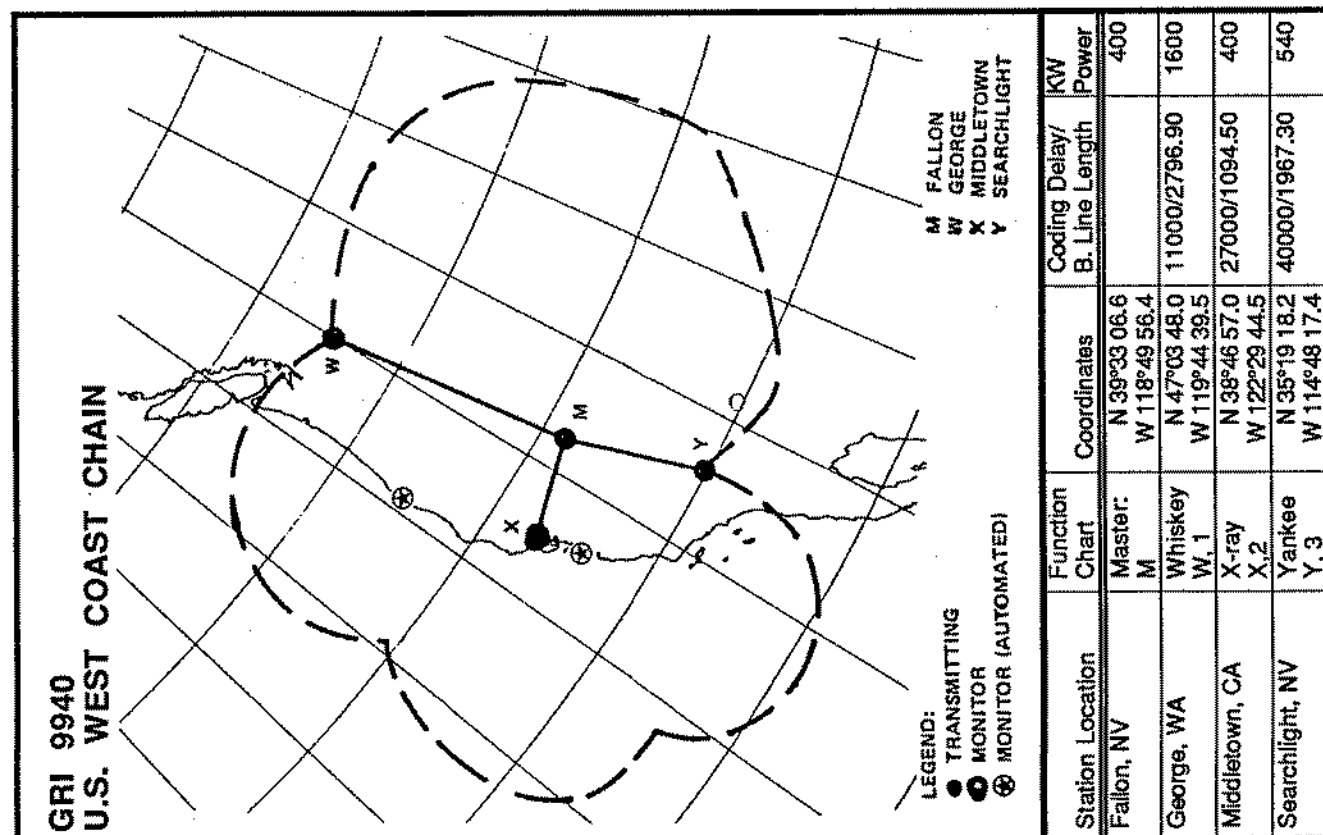 GRI 9940
U.S. WEST COAST CHAIN
W
M
X
Y
LEGEND:
TRANSMITTING
MONITOR
MONITOR (AUTOMATED)
M FALLON
W GEORGE
X MIDDLETOWN
Y SEARCHLIGHT
Station Location Function Chart Coordinates Coding Delay/ B. Line Length KW Power
Fallon, NV Master: M N 39°33 06.6 W 118°49 56.4 400
George, WA Whiskey W, 1 N 47°03 48.0 W 119°44 39.5 11000/2796.90 1600
Middletown, CA X-ray X,2 N 38°46 57.0 W 122°29 44.5 27000/1094.50 400
Searchlight, NV Yankee Y, 3 N 35°19 18.2 W 114°48 17.4 40000/1967.30 540